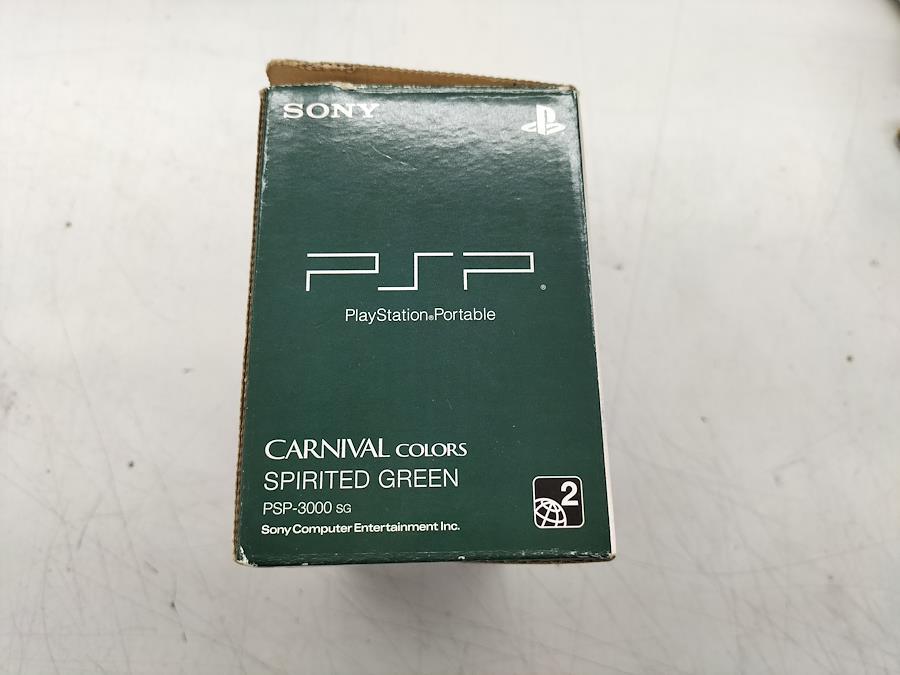 SONY
PSP®
PlayStation®Portable
CARNIVAL COLORS
SPIRITED GREEN
PSP-3000 SG
Sony Computer Entertainment Inc.
2